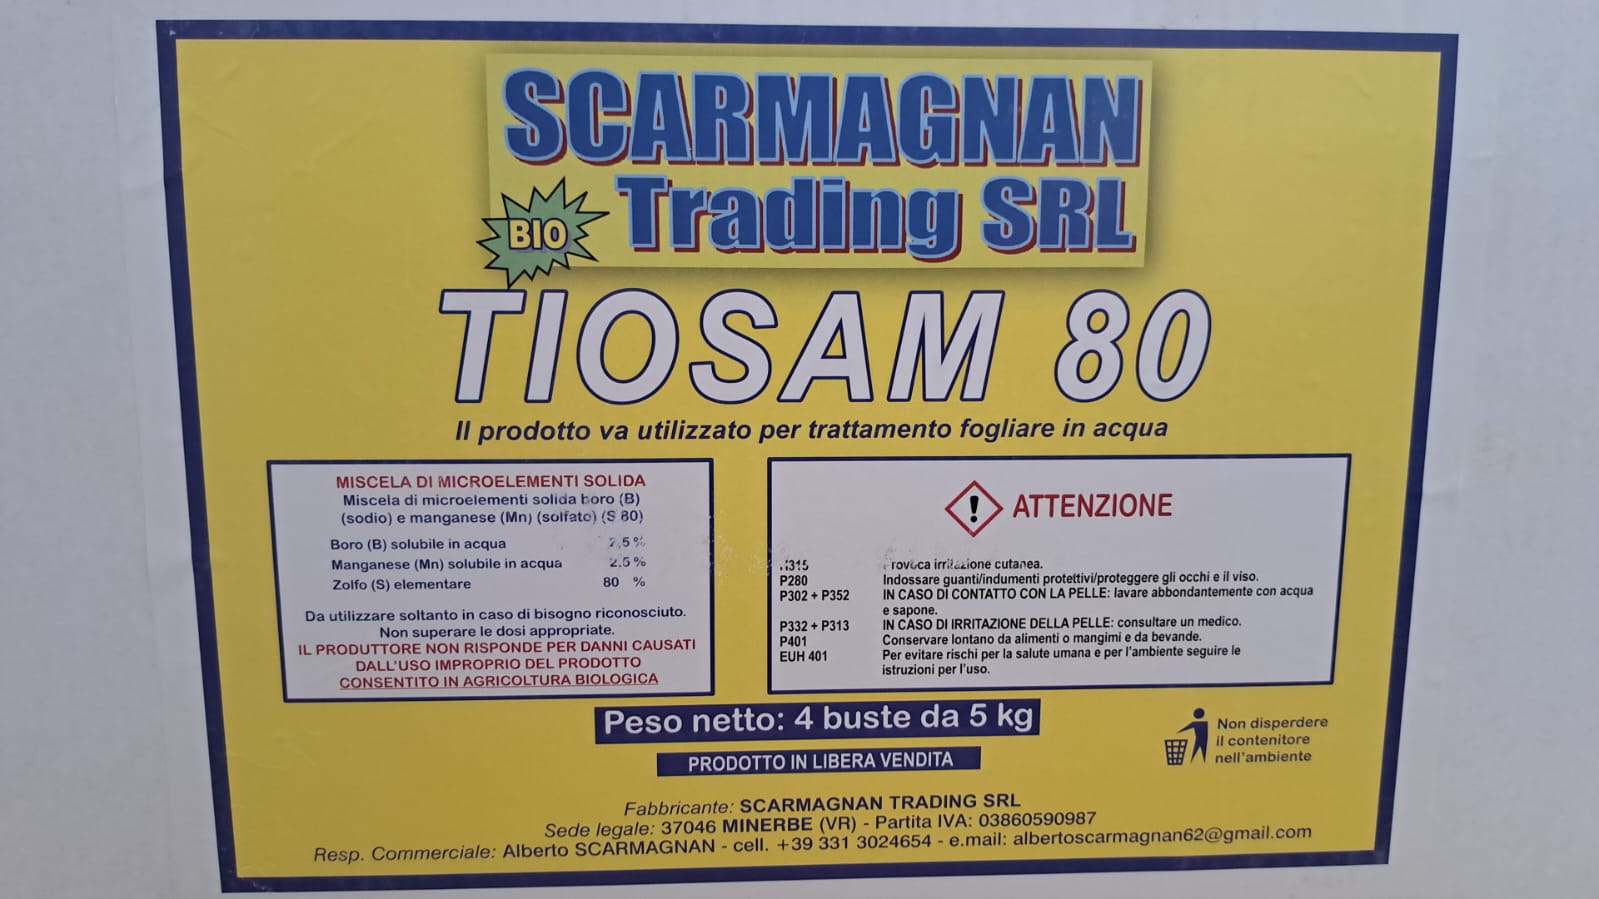 SCARMAGNAN
Trading SRL
BIO
TIOSAM 80
Il prodotto va utilizzato per trattamento fogliare in acqua
MISCELA DI MICROELEMENTI SOLIDA
Miscela di microelementi solida boro (B)
(sodio) e manganese (Mn) (solfato) (S 80)
Boro (B) solubile in acqua 2,5 %
Manganese (Mn) solubile in acqua 2.5 %
Zolfo (S) elementare 80 %
Da utilizzare soltanto in caso di bisogno riconosciuto.
Non superare le dosi appropriate.
IL PRODUTTORE NON RISPONDE PER DANNI CAUSATI
DALL'USO IMPROPRIO DEL PRODOTTO
CONSENTITO IN AGRICOLTURA BIOLOGICA
! ATTENZIONE
H315 Provoca irritazione cutanea.
P280 Indossare guanti/indumenti protettivi/proteggere gli occhi e il viso.
P302 + P352 IN CASO DI CONTATTO CON LA PELLE: lavare abbondantemente con acqua
e sapone.
P332 + P313 IN CASO DI IRRITAZIONE DELLA PELLE: consultare un medico.
P401 Conservare lontano da alimenti o mangimi e da bevande.
EUH 401 Per evitare rischi per la salute umana e per l'ambiente seguire le
istruzioni per l'uso.
Peso netto: 4 buste da 5 kg
PRODOTTO IN LIBERA VENDITA
Non disperdere
il contenitore
nell'ambiente
Fabbricante: SCARMAGNAN TRADING SRL
Sede legale: 37046 MINERBE (VR) - Partita IVA: 03860590987
Resp. Commerciale: Alberto SCARMAGNAN - cell. +39 331 3024654 - e.mail: albertoscarmagnan62@gmail.com